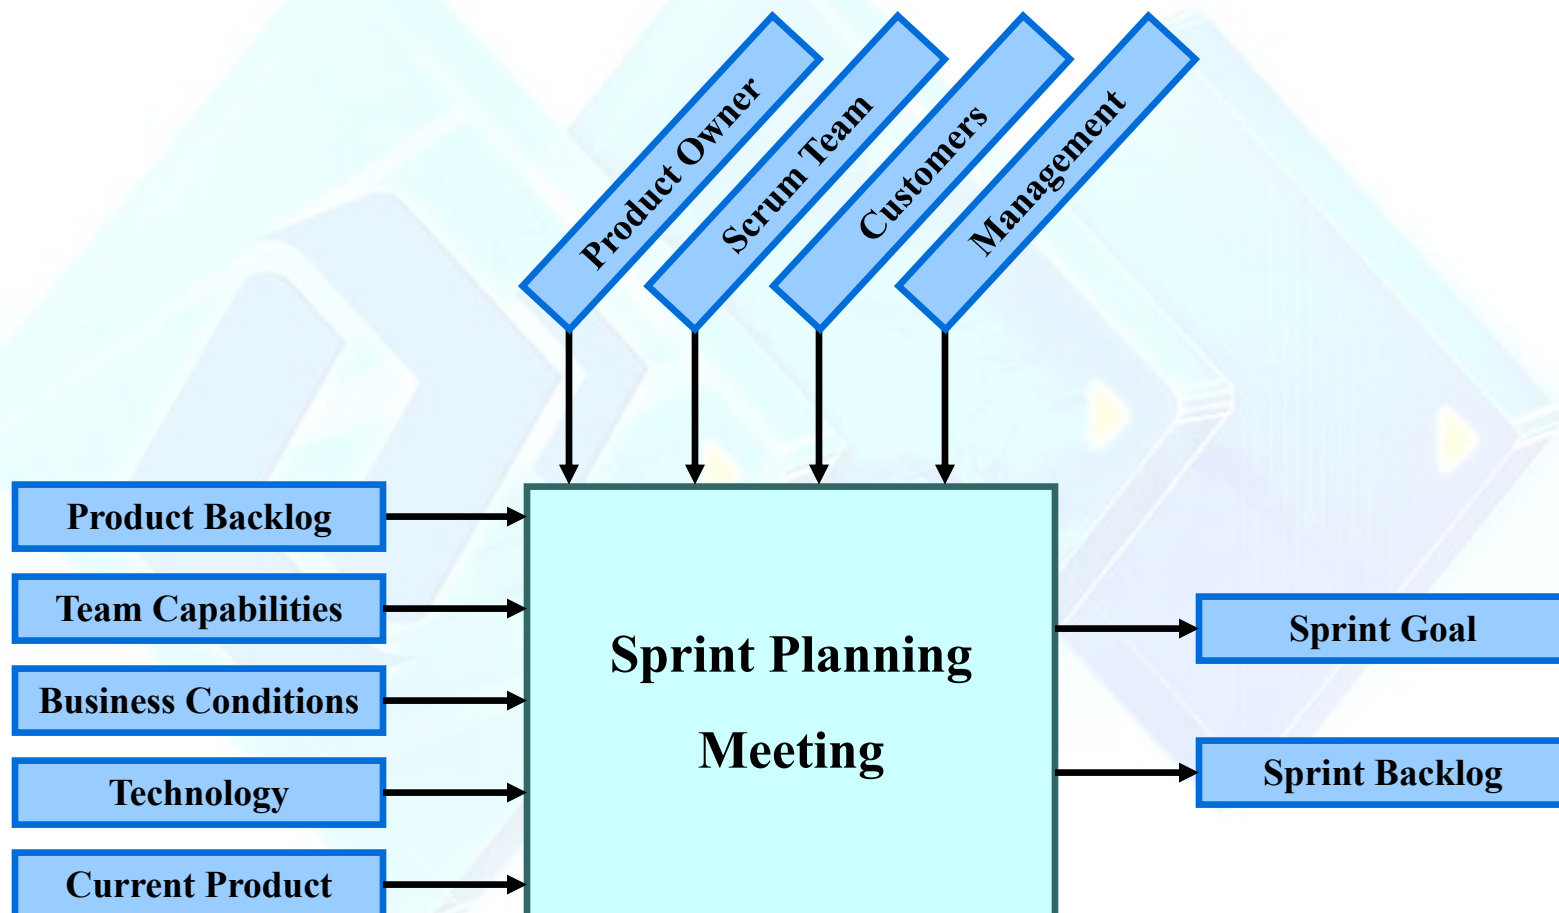 Product Owner
Scrum Team
Customers
Management
Product Backlog
Team Capabilities
Business Conditions
Technology
Current Product
Sprint Planning
Meeting
Sprint Goal
Sprint Backlog